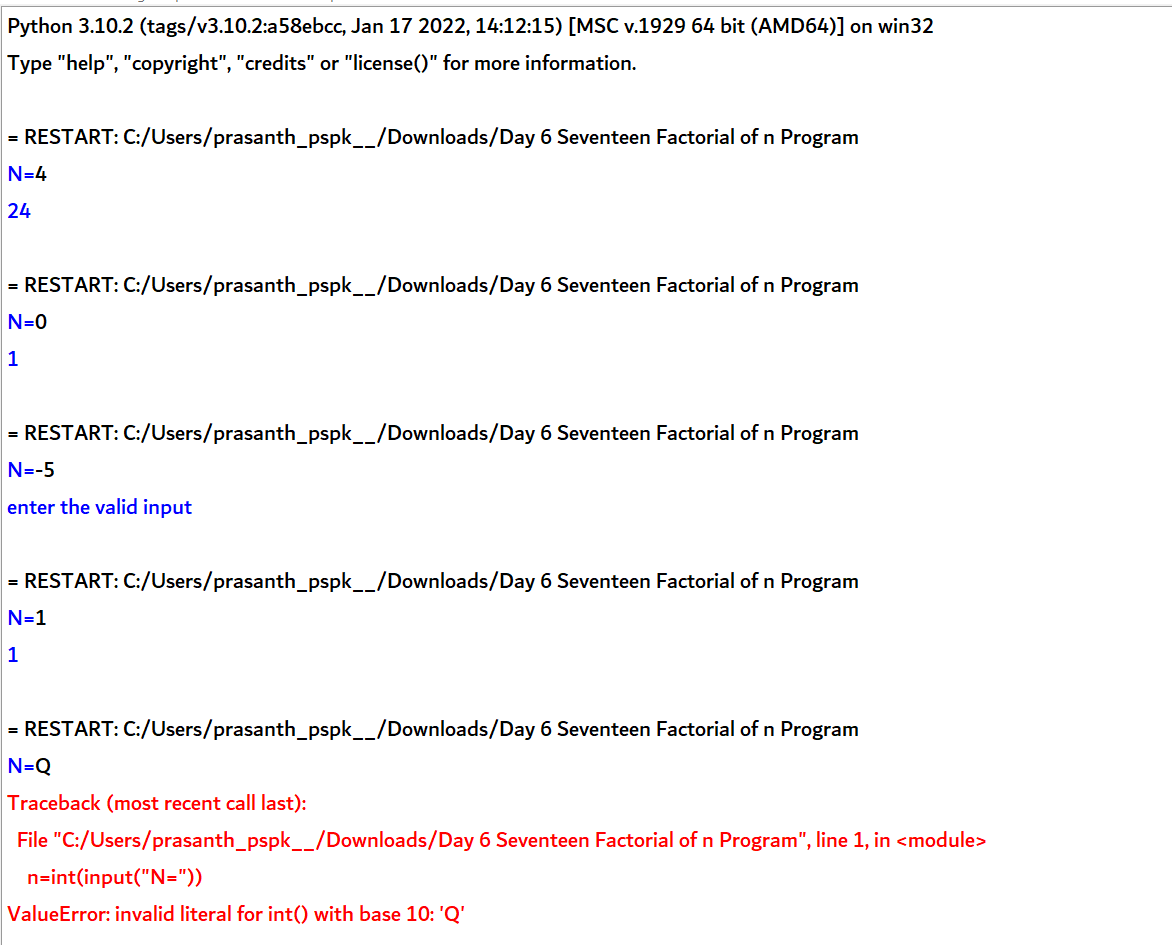 Python 3.10.2 (tags/v3.10.2:a58ebcc, Jan 17 2022, 14:12:15) [MSC v.1929 64 bit (AMD64)] on win32
Type "help", "copyright", "credits" or "license()" for more information.
= RESTART: C:/Users/prasanth_pspk__/Downloads/Day 6 Seventeen Factorial of n Program
N=4
24
= RESTART: C:/Users/prasanth_pspk__/Downloads/Day 6 Seventeen Factorial of n Program
N=0
1
= RESTART: C:/Users/prasanth_pspk__/Downloads/Day 6 Seventeen Factorial of n Program
N=-5
enter the valid input
= RESTART: C:/Users/prasanth_pspk__/Downloads/Day 6 Seventeen Factorial of n Program
N=1
1
= RESTART: C:/Users/prasanth_pspk__/Downloads/Day 6 Seventeen Factorial of n Program
N=Q
Traceback (most recent call last):
File "C:/Users/prasanth_pspk__/Downloads/Day 6 Seventeen Factorial of n Program", line 1, in <module>
n=int(input("N="))
ValueError: invalid literal for int() with base 10: 'Q'